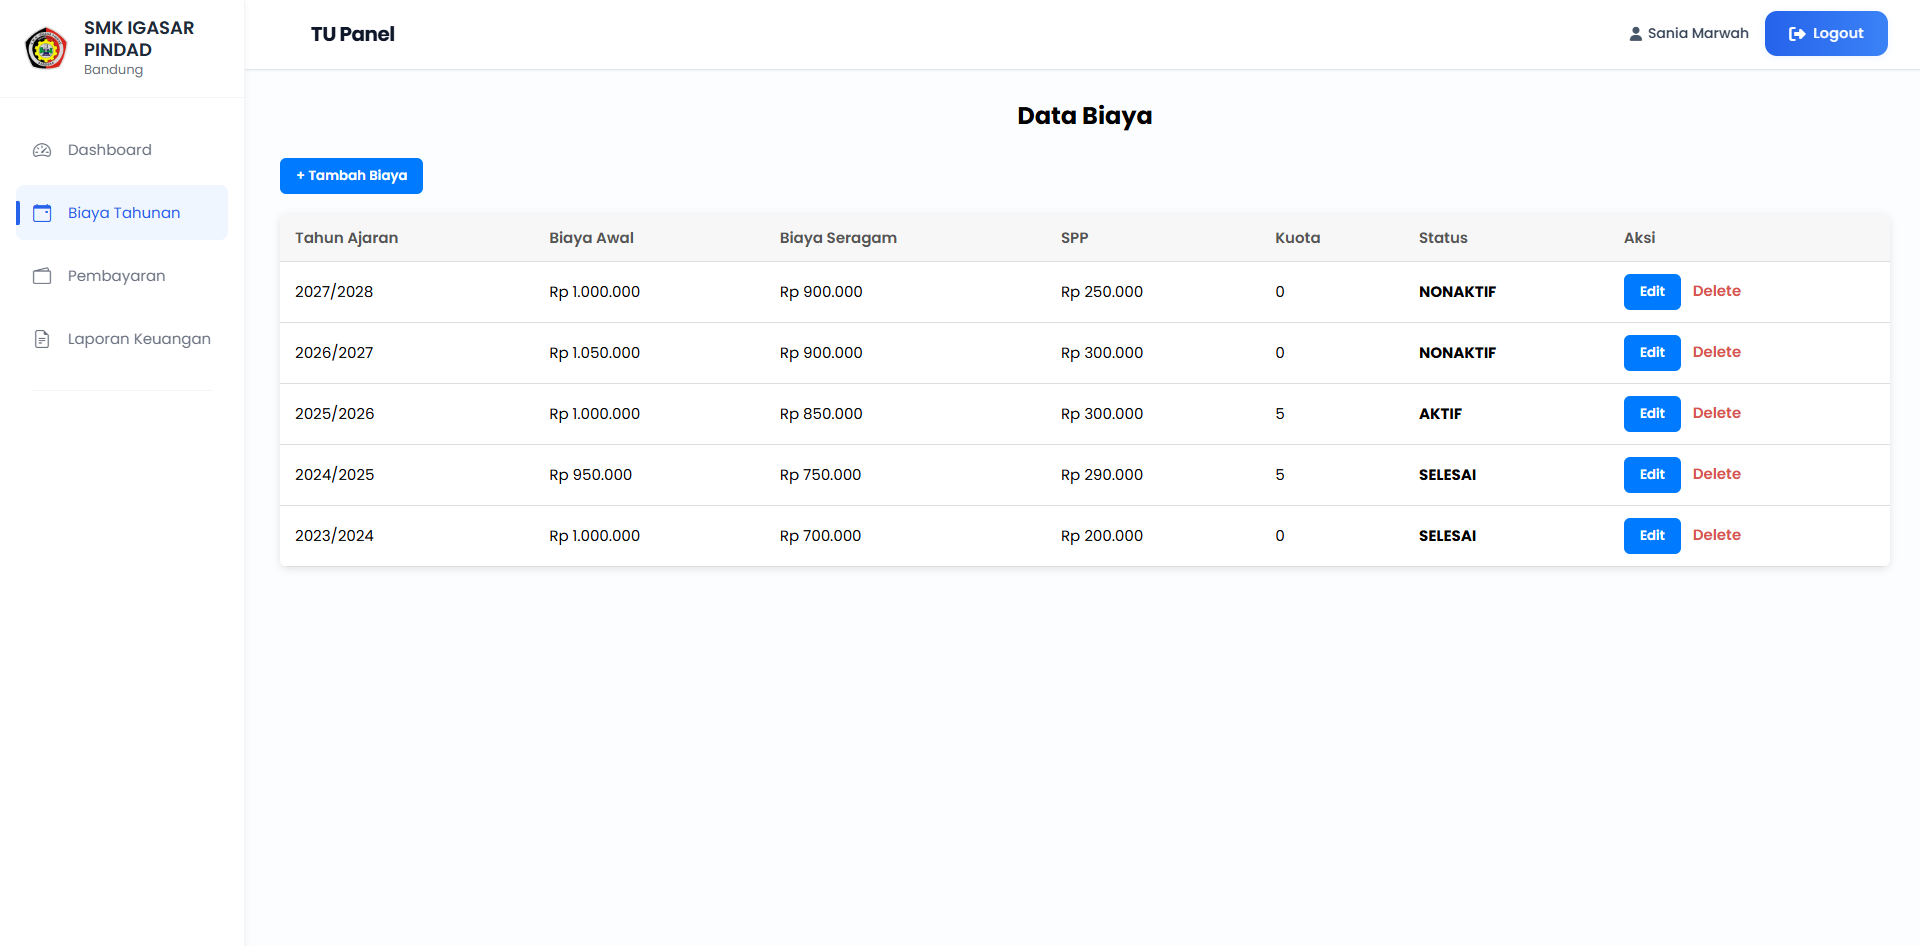 SMK IGASAR
PINDAD
Bandung
TU Panel
Sania Marwah
Logout
Dashboard
Biaya Tahunan
Pembayaran
Laporan Keuangan
Data Biaya
+ Tambah Biaya
Tahun Ajaran Biaya Awal Biaya Seragam SPP Kuota Status Aksi
2027/2028 Rp 1.000.000 Rp 900.000 Rp 250.000 0 NONAKTIF Edit Delete
2026/2027 Rp 1.050.000 Rp 900.000 Rp 300.000 0 NONAKTIF Edit Delete
2025/2026 Rp 1.000.000 Rp 850.000 Rp 300.000 5 AKTIF Edit Delete
2024/2025 Rp 950.000 Rp 750.000 Rp 290.000 5 SELESAI Edit Delete
2023/2024 Rp 1.000.000 Rp 700.000 Rp 200.000 0 SELESAI Edit Delete